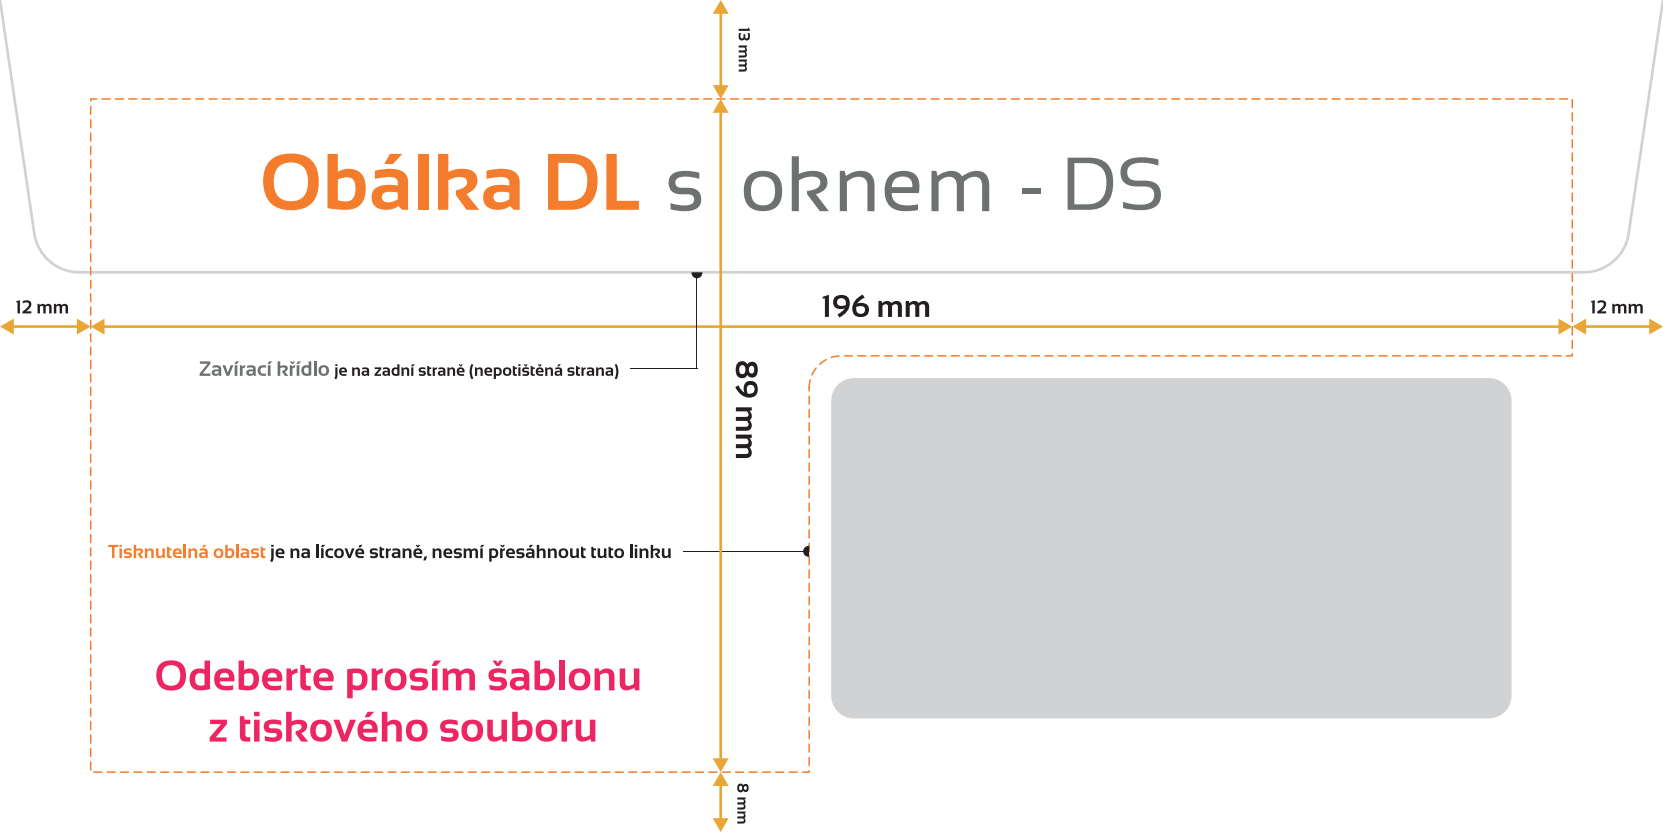 13 mm
Obálka DL s oknem - DS
12 mm
196 mm
12 mm
Zavírací křídlo je na zadní straně (nepotištěná strana)
89 mm
Tisknutelná oblast je na lícové straně, nesmí přesáhnout tuto linku
Odeberte prosím šablonu
z tiskového souboru
8 mm